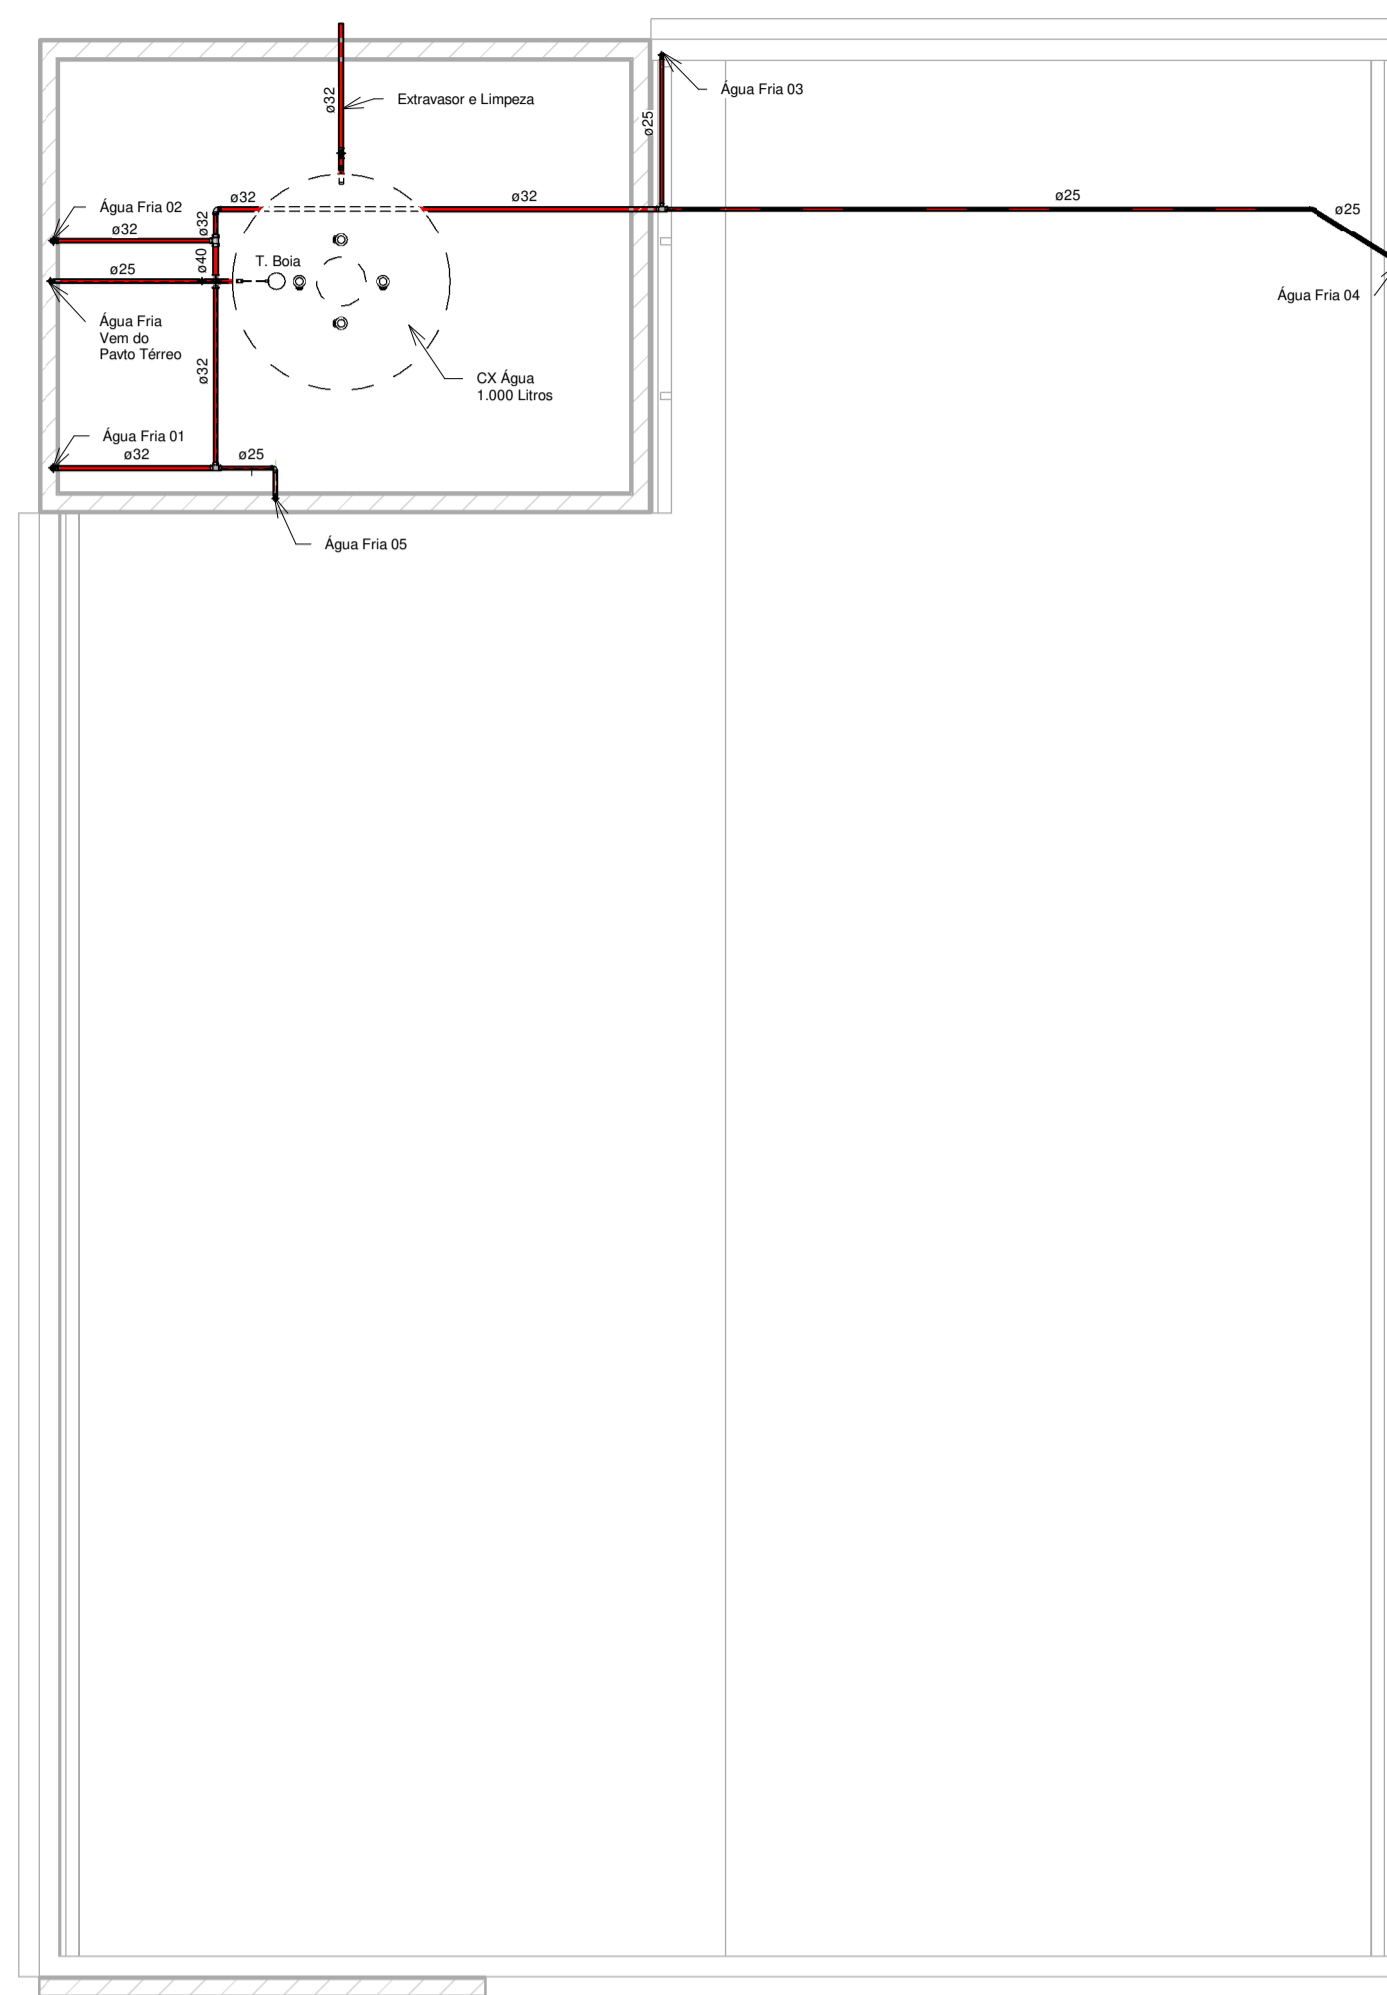 Extravasor e Limpeza
ø32
Água Fria 03
ø25
ø32
ø32
ø25
ø25
Água Fria 02
ø32
ø32
ø40
T. Boia
ø25
Água Fria 04
Água Fria
Vem do
Pavto Térreo
ø32
CX Água
1.000 Litros
Água Fria 01
ø32
ø25
Água Fria 05